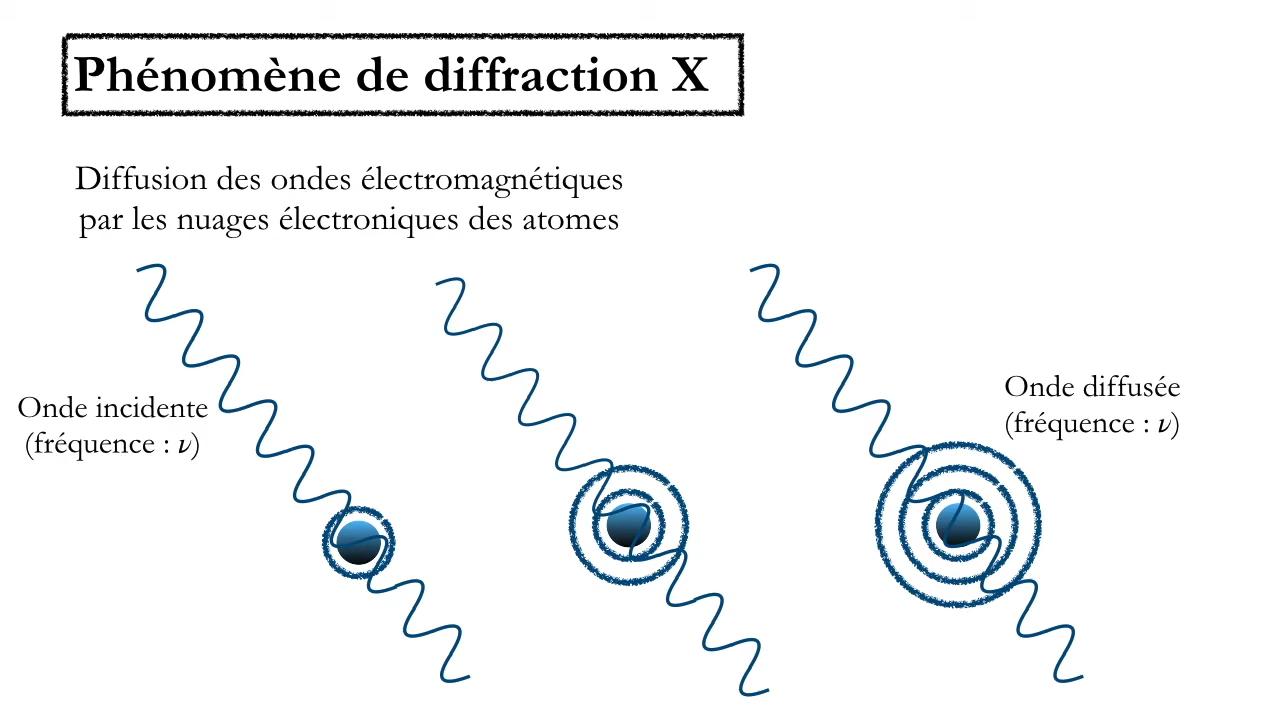 Phénomène de diffraction X
Diffusion des ondes électromagnétiques
par les nuages électroniques des atomes
Onde incidente
(fréquence : ν)
Onde diffusée
(fréquence : ν)